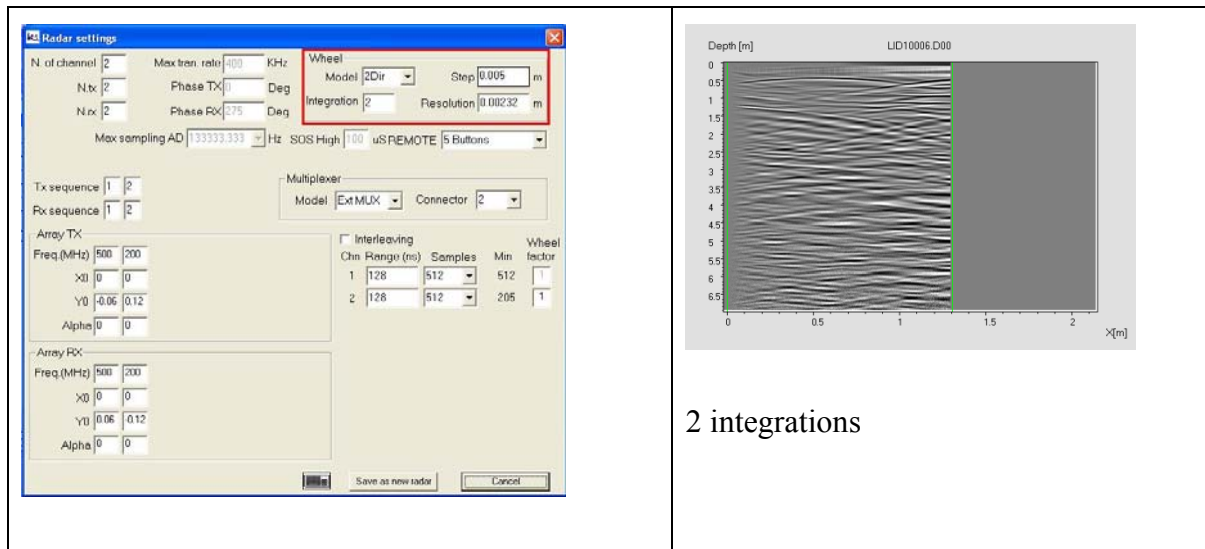 Radar settings
N. of channel 2 Max tran. rate 400 KHz
N.tx 2 Phase TX 0 Deg
N.rx 2 Phase RX 275 Deg
Wheel
Model 2Dir Step 0.005 m
Integration 2 Resolution 0.00232 m
Max sampling AD 133333.333 Hz SOS High 100 uS REMOTE 5 Buttons
Tx sequence 1 2
Rx sequence 1 2
Multiplexer
Model Ext MUX Connector 2
Array TX
Freq.(MHz) 500 200
X0 0 0
Y0 -0.06 0.12
Alpha 0 0
Interleaving
Chn Range (ns) Samples Min Wheel factor
1 128 512 512 1
2 128 512 205 1
Array RX
Freq.(MHz) 500 200
X0 0 0
Y0 0.06 -0.12
Alpha 0 0
Save as new radar Cancel
Depth [m] LID10006.D00
0
0.5
1
1.5
2
2.5
3
3.5
4
4.5
5
5.5
6
6.5
0 0.5 1 1.5 2
X[m]
2 integrations